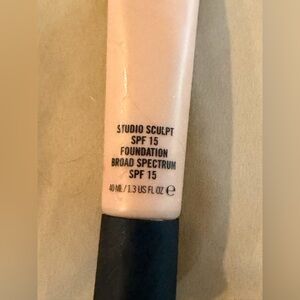 STUDIO SCULPT
SPF 15
FOUNDATION
BROAD SPECTRUM
SPF 15
40 ML / 1.3 US FL OZ ℮